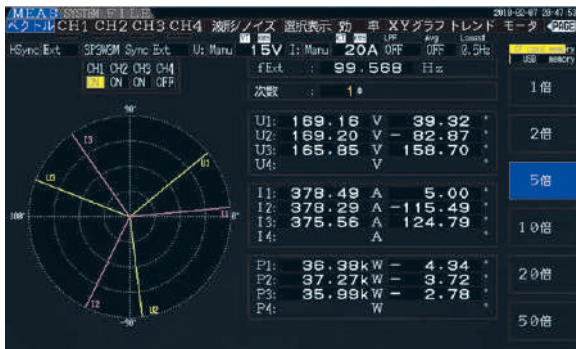 MEAS SYSTEM FILE 2019-02-07 20:47:53
ベクトル CH1 CH2 CH3 CH4 波形/ノイズ 選択表示 効 率 XYグラフ トレンド モータ PAGE
HSync Ext 3P3W3M Sync Ext U: Manu 15V I: Manu 20A LPF OFF Avg OFF Lowest 0.5Hz
USB memory
CH1 CH2 CH3 CH4
ON ON ON OFF
fExt : 99.568 Hz
次数 : 1
90°
I3
U3
U1
180°
I1 0°
I2
U2
-90°
U1: 169.16 V 39.32 °
U2: 169.20 V - 82.87 °
U3: 165.85 V 158.70 °
U4: V °
I1: 378.49 A 5.00 °
I2: 378.29 A -115.49 °
I3: 375.56 A 124.79 °
I4: A °
P1: 36.38kW - 4.34 °
P2: 37.27kW - 3.72 °
P3: 35.99kW - 2.78 °
P4: W °
1倍
2倍
5倍
10倍
20倍
50倍